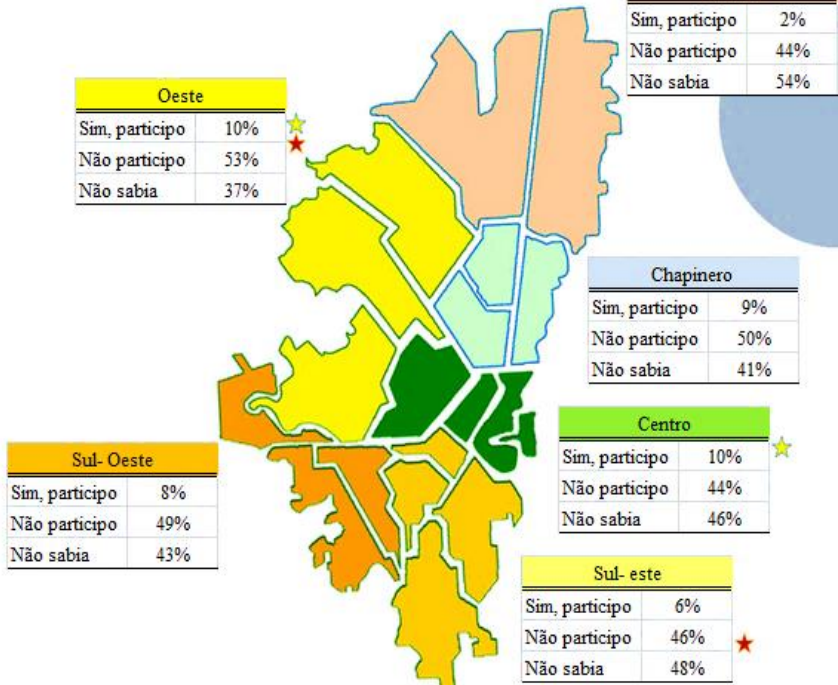 Sim, participo 2%
Não participo 44%
Não sabia 54%
Oeste
Sim, participo 10%
Não participo 53%
Não sabia 37%
Chapinero
Sim, participo 9%
Não participo 50%
Não sabia 41%
Centro
Sim, participo 10%
Não participo 44%
Não sabia 46%
Sul- Oeste
Sim, participo 8%
Não participo 49%
Não sabia 43%
Sul- este
Sim, participo 6%
Não participo 46%
Não sabia 48%